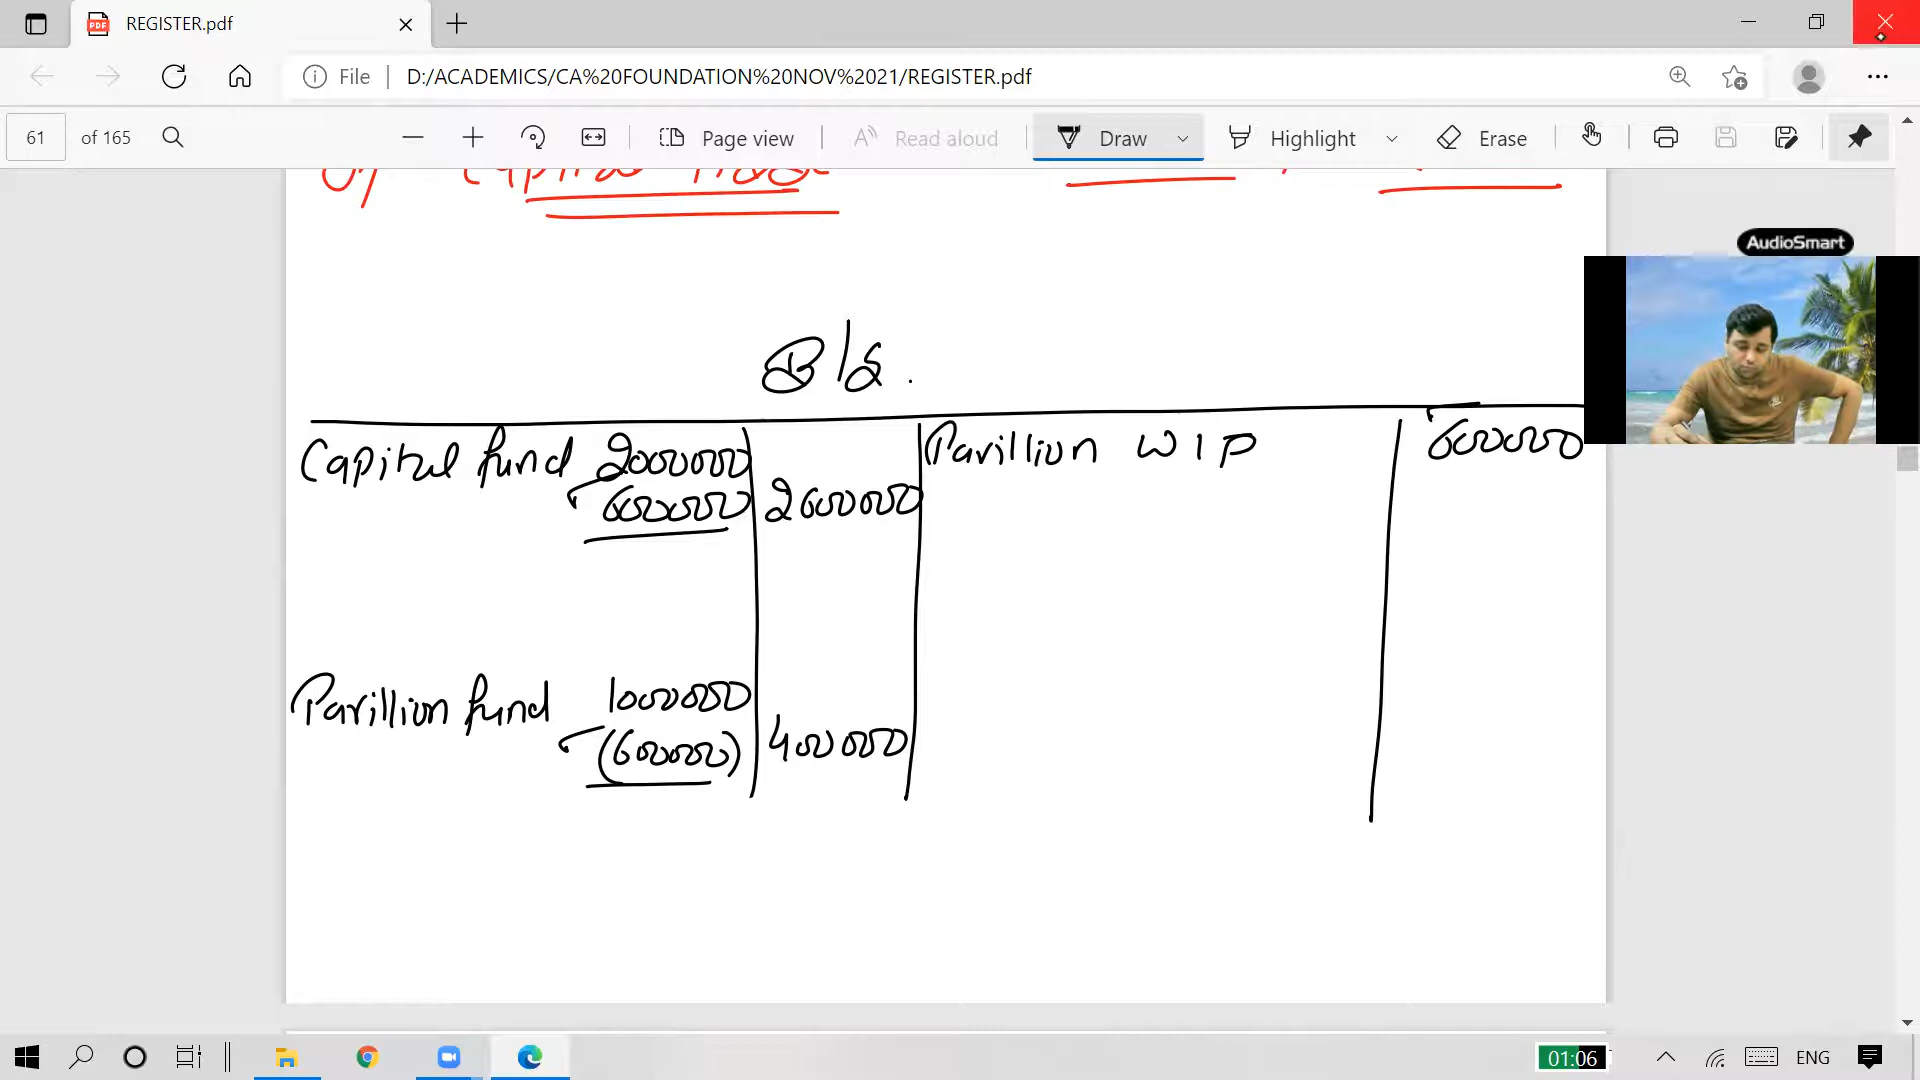 REGISTER.pdf
File D:/ACADEMICS/CA%20FOUNDATION%20NOV%2021/REGISTER.pdf
61 of 165 Page view Read aloud Draw Highlight Erase
AudioSmart
B/S.
Capital fund 2000000 Pavillion WIP 600000
600000 2600000
Pavillion fund 1000000
(600000) 400000
01:06 ENG